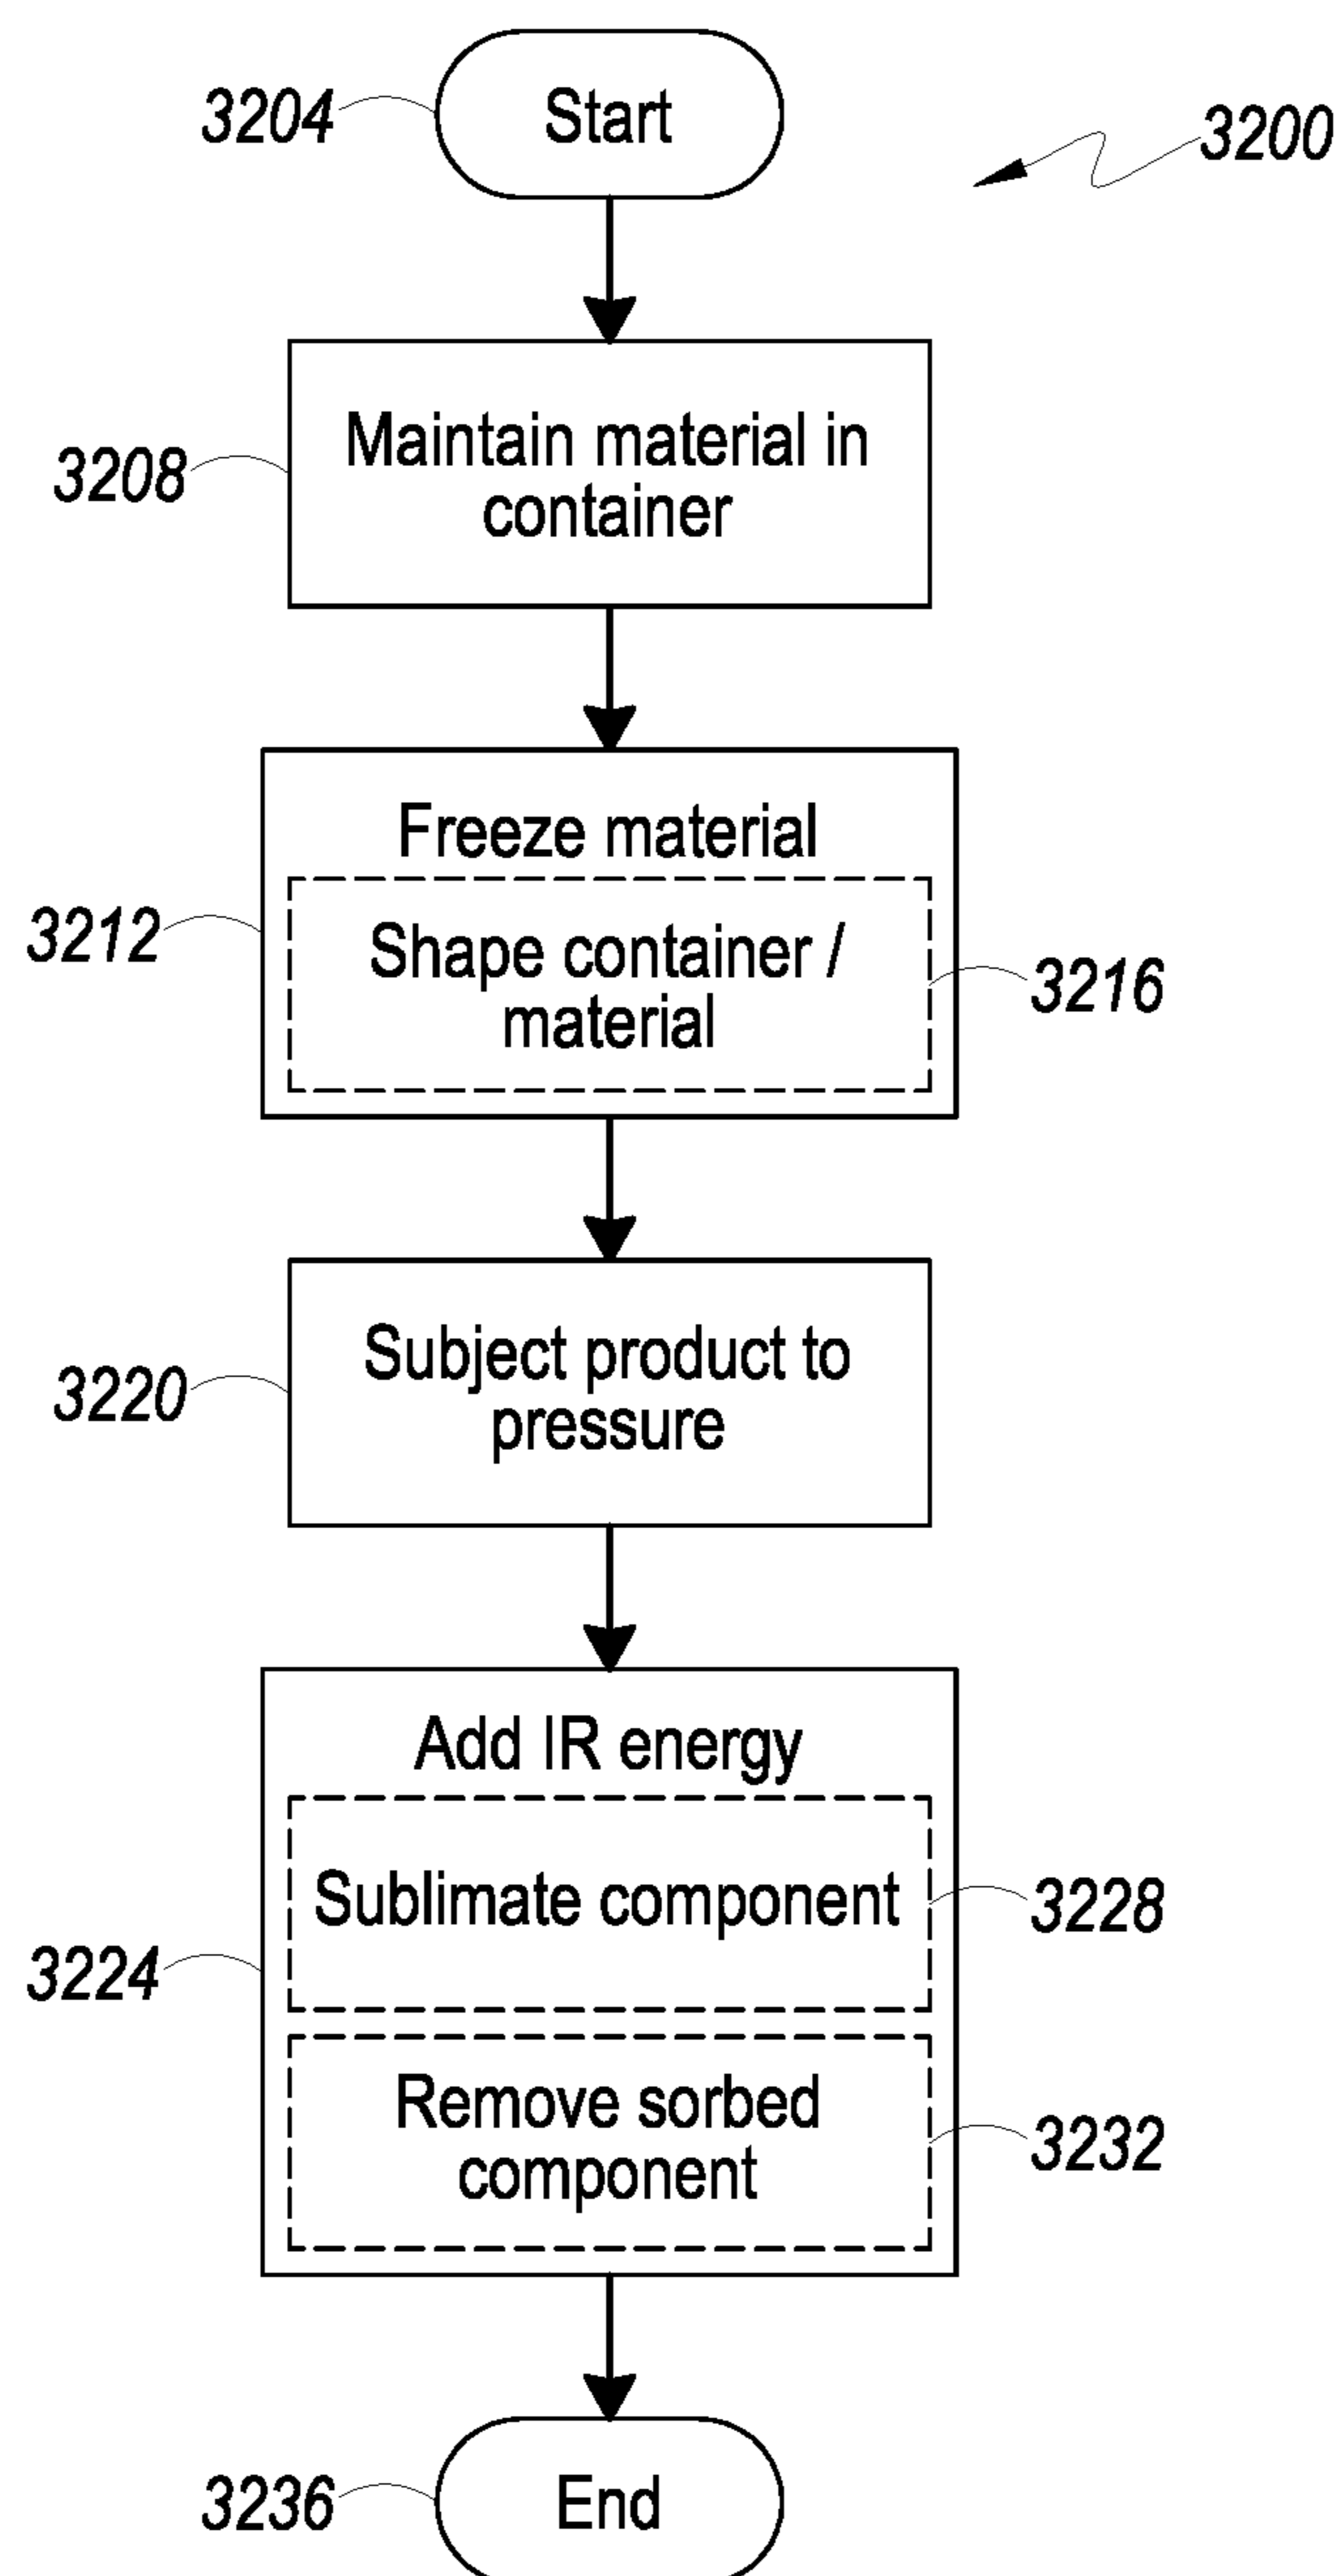 3204
Start
3200
3208
Maintain material in
container
Freeze material
3212
Shape container /
material
3216
3220
Subject product to
pressure
Add IR energy
Sublimate component
3228
3224
Remove sorbed
component
3232
3236
End